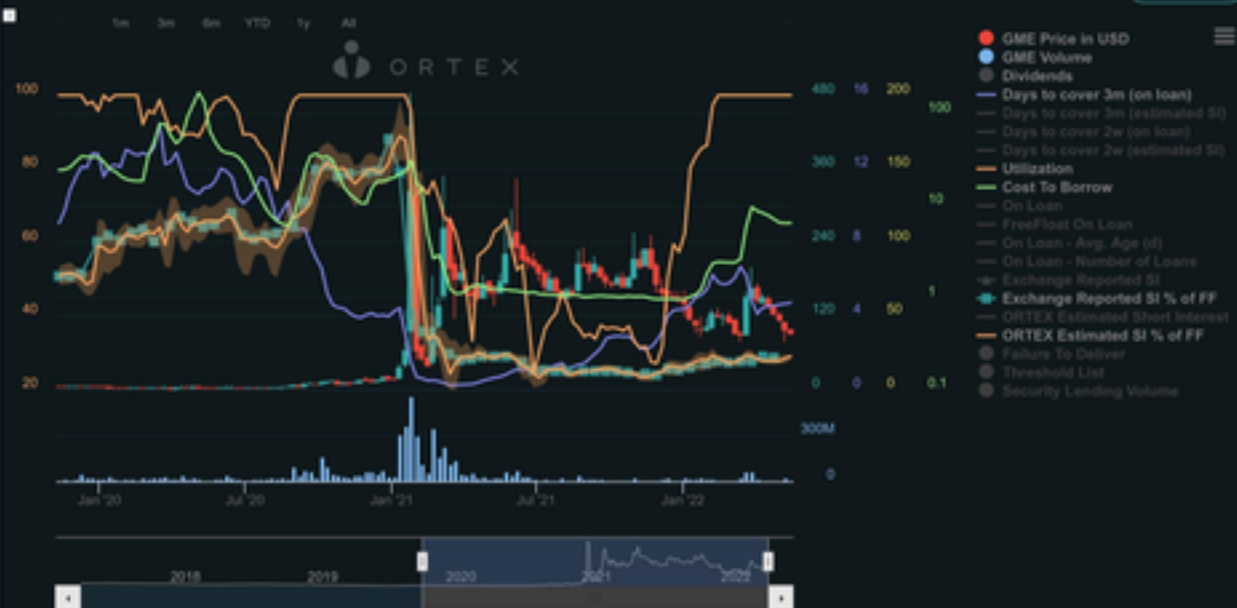 1m 3m 6m YTD 1y All
ORTEX
100 480 16 200
100
80 360 12 150
10
60 240 8 100
1
40 120 4 50
20 0 0 0 0.1
300M
0
Jan '20 Jul '20 Jan '21 Jul '21 Jan '22
2018 2019 2020 2021 2022
GME Price in USD
GME Volume
Dividends
Days to cover 3m (on loan)
Days to cover 3m (estimated SI)
Days to cover 2w (on loan)
Days to cover 2w (estimated SI)
Utilization
Cost To Borrow
On Loan
FreeFloat On Loan
On Loan - Avg. Age (d)
On Loan - Number of Loans
Exchange Reported SI
Exchange Reported SI % of FF
ORTEX Estimated Short Interest
ORTEX Estimated SI % of FF
Failure To Deliver
Threshold List
Security Lending Volume